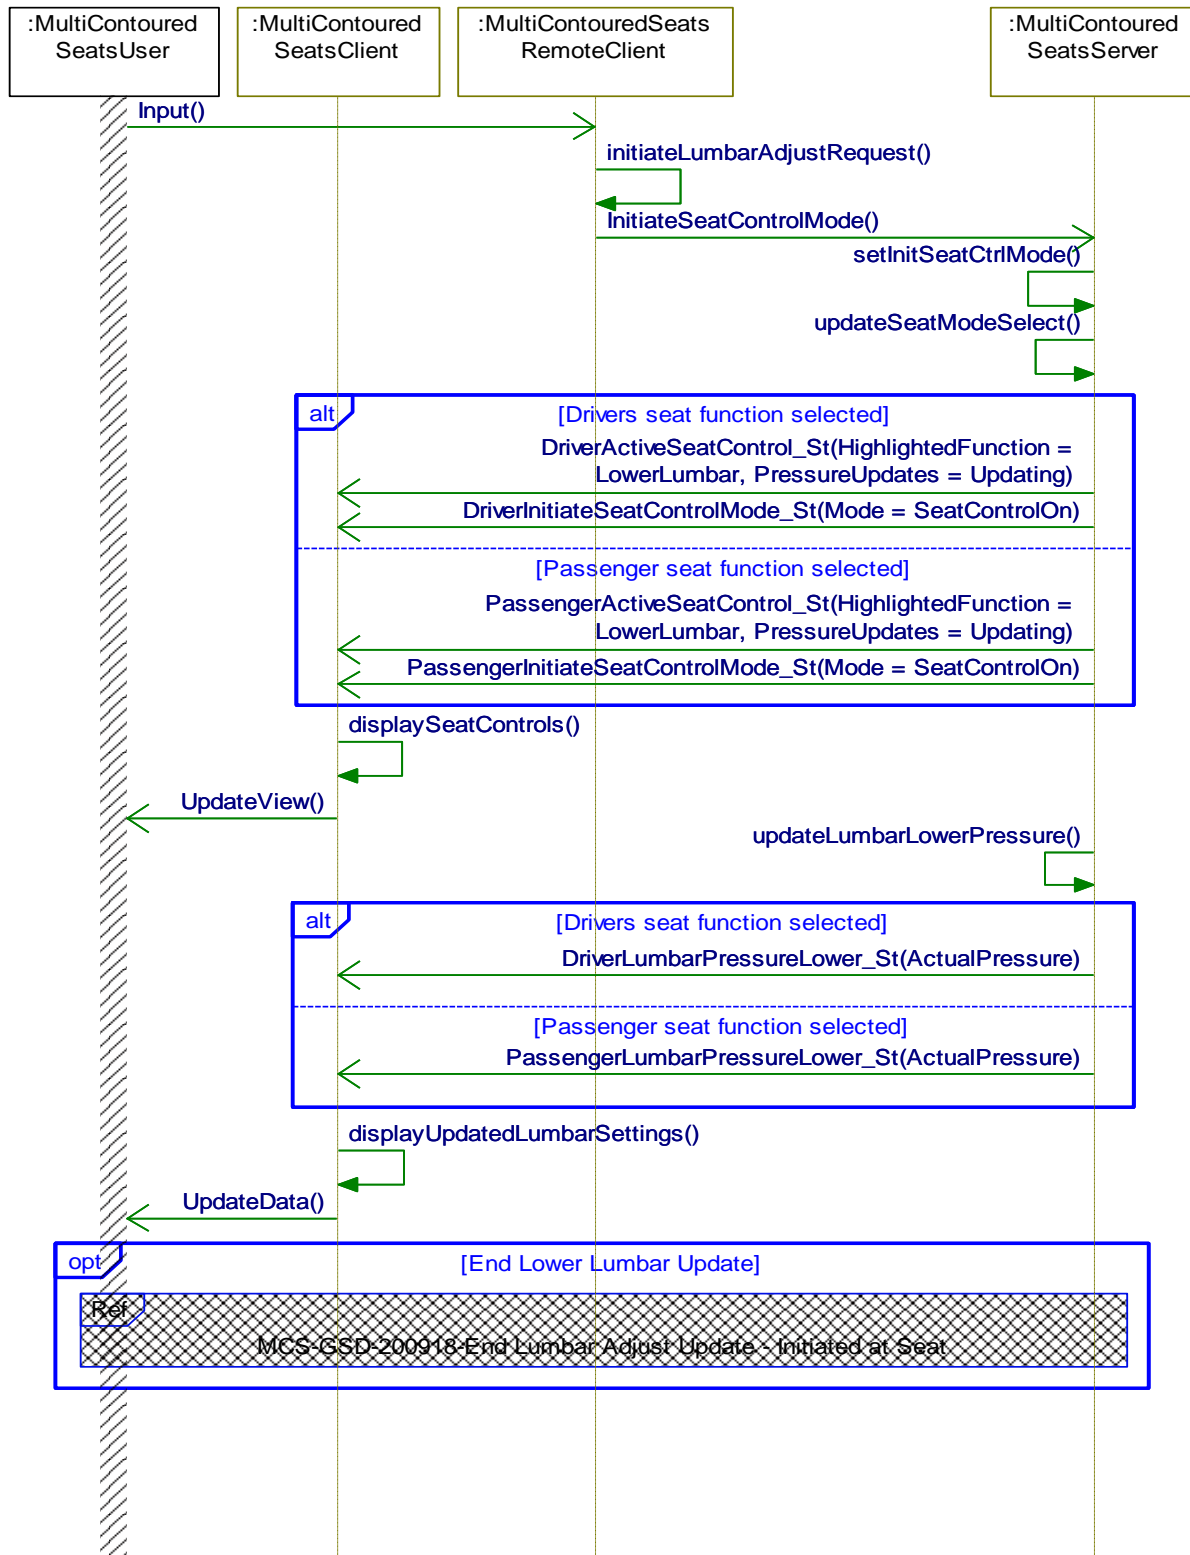 :MultiContoured
SeatsUser
:MultiContoured
SeatsClient
:MultiContouredSeats
RemoteClient
:MultiContoured
SeatsServer
Input()
initiateLumbarAdjustRequest()
InitiateSeatControlMode()
setInitSeatCtrlMode()
updateSeatModeSelect()
alt
[Drivers seat function selected]
DriverActiveSeatControl_St(HighlightedFunction =
LowerLumbar, PressureUpdates = Updating)
DriverInitiateSeatControlMode_St(Mode = SeatControlOn)
[Passenger seat function selected]
PassengerActiveSeatControl_St(HighlightedFunction =
LowerLumbar, PressureUpdates = Updating)
PassengerInitiateSeatControlMode_St(Mode = SeatControlOn)
displaySeatControls()
UpdateView()
updateLumbarLowerPressure()
alt
[Drivers seat function selected]
DriverLumbarPressureLower_St(ActualPressure)
[Passenger seat function selected]
PassengerLumbarPressureLower_St(ActualPressure)
displayUpdatedLumbarSettings()
UpdateData()
opt
[End Lower Lumbar Update]
Ref
MCS-GSD-200918-End Lumbar Adjust Update - Initiated at Seat